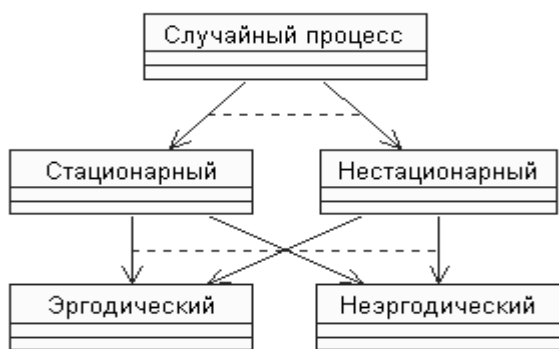 Случайный процесс
Стационарный
Нестационарный
Эргодический
Неэргодический